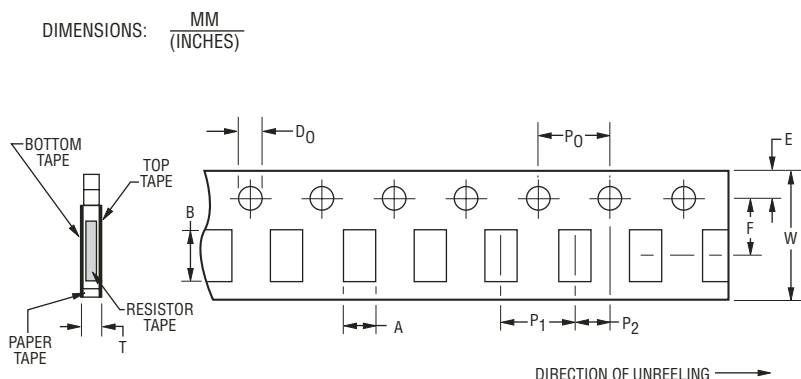 DIMENSIONS: MM
(INCHES)
BOTTOM
TAPE
TOP
TAPE
D0
P0
E
B
F
W
RESISTOR
TAPE
PAPER
TAPE
T
A
P1
P2
DIRECTION OF UNREELING